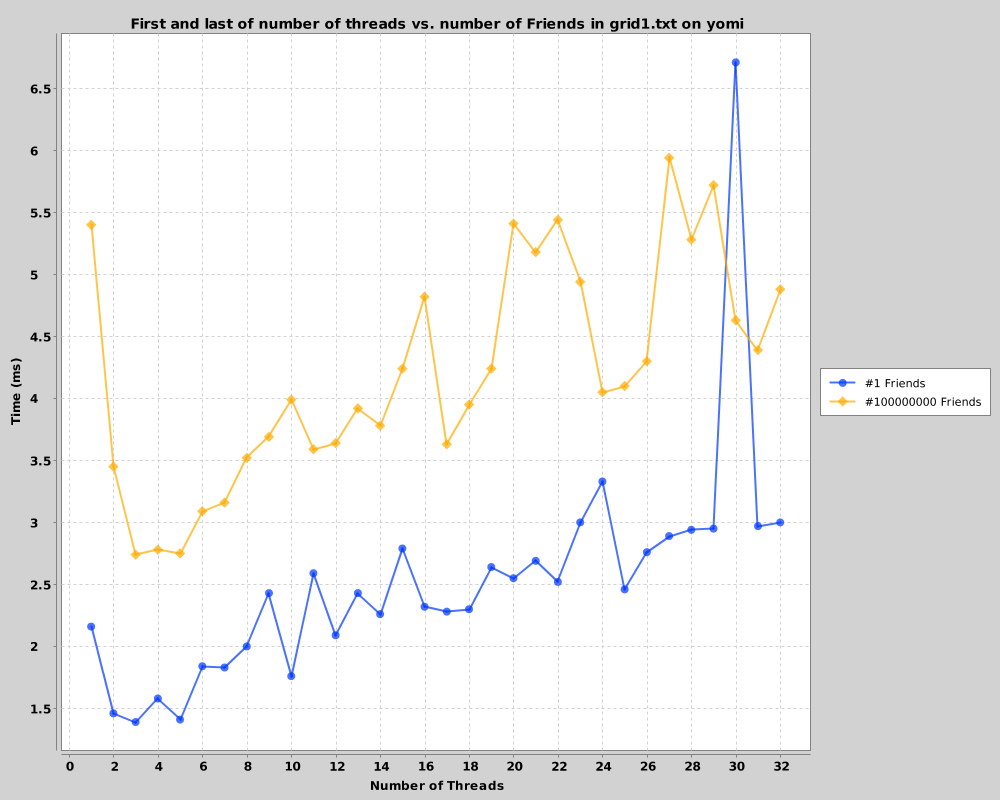 First and last of number of threads vs. number of Friends in grid1.txt on yomi
Time (ms)
6.5
6
5.5
5
4.5
4
3.5
3
2.5
2
1.5
0 2 4 6 8 10 12 14 16 18 20 22 24 26 28 30 32
Number of Threads
#1 Friends
#100000000 Friends